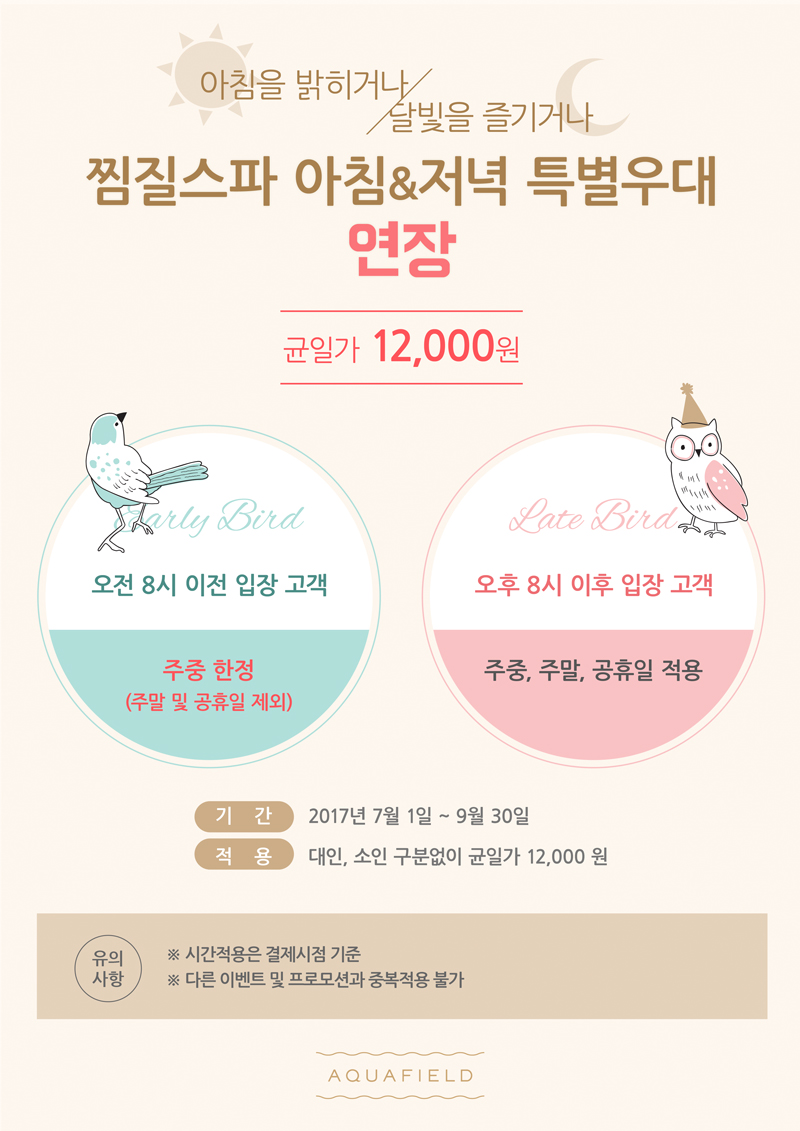 아침을 밝히거나
달빛을 즐기거나
찜질스파 아침&저녁 특별우대
연장
균일가 12,000원
Early Bird
오전 8시 이전 입장 고객
주중 한정
(주말 및 공휴일 제외)
Late Bird
오후 8시 이후 입장 고객
주중, 주말, 공휴일 적용
기 간 2017년 7월 1일 ~ 9월 30일
적 용 대인, 소인 구분없이 균일가 12,000 원
유의
사항
※ 시간적용은 결제시점 기준
※ 다른 이벤트 및 프로모션과 중복적용 불가
AQUAFIELD